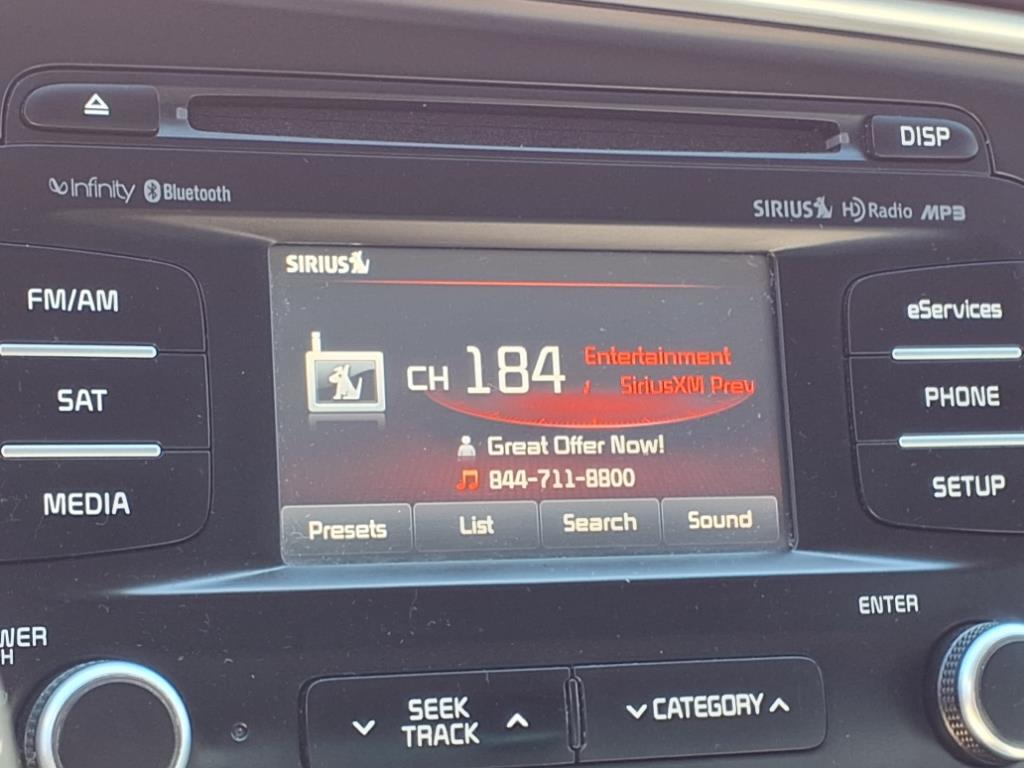 DISP
Infinity Bluetooth
SIRIUS HD Radio MP3
SIRIUS
FM/AM
eServices
CH 184 Entertainment
/ SiriusXM Prev
SAT
PHONE
Great Offer Now!
844-711-8800
MEDIA
SETUP
Presets List Search Sound
ENTER
WER
H
SEEK
TRACK
CATEGORY